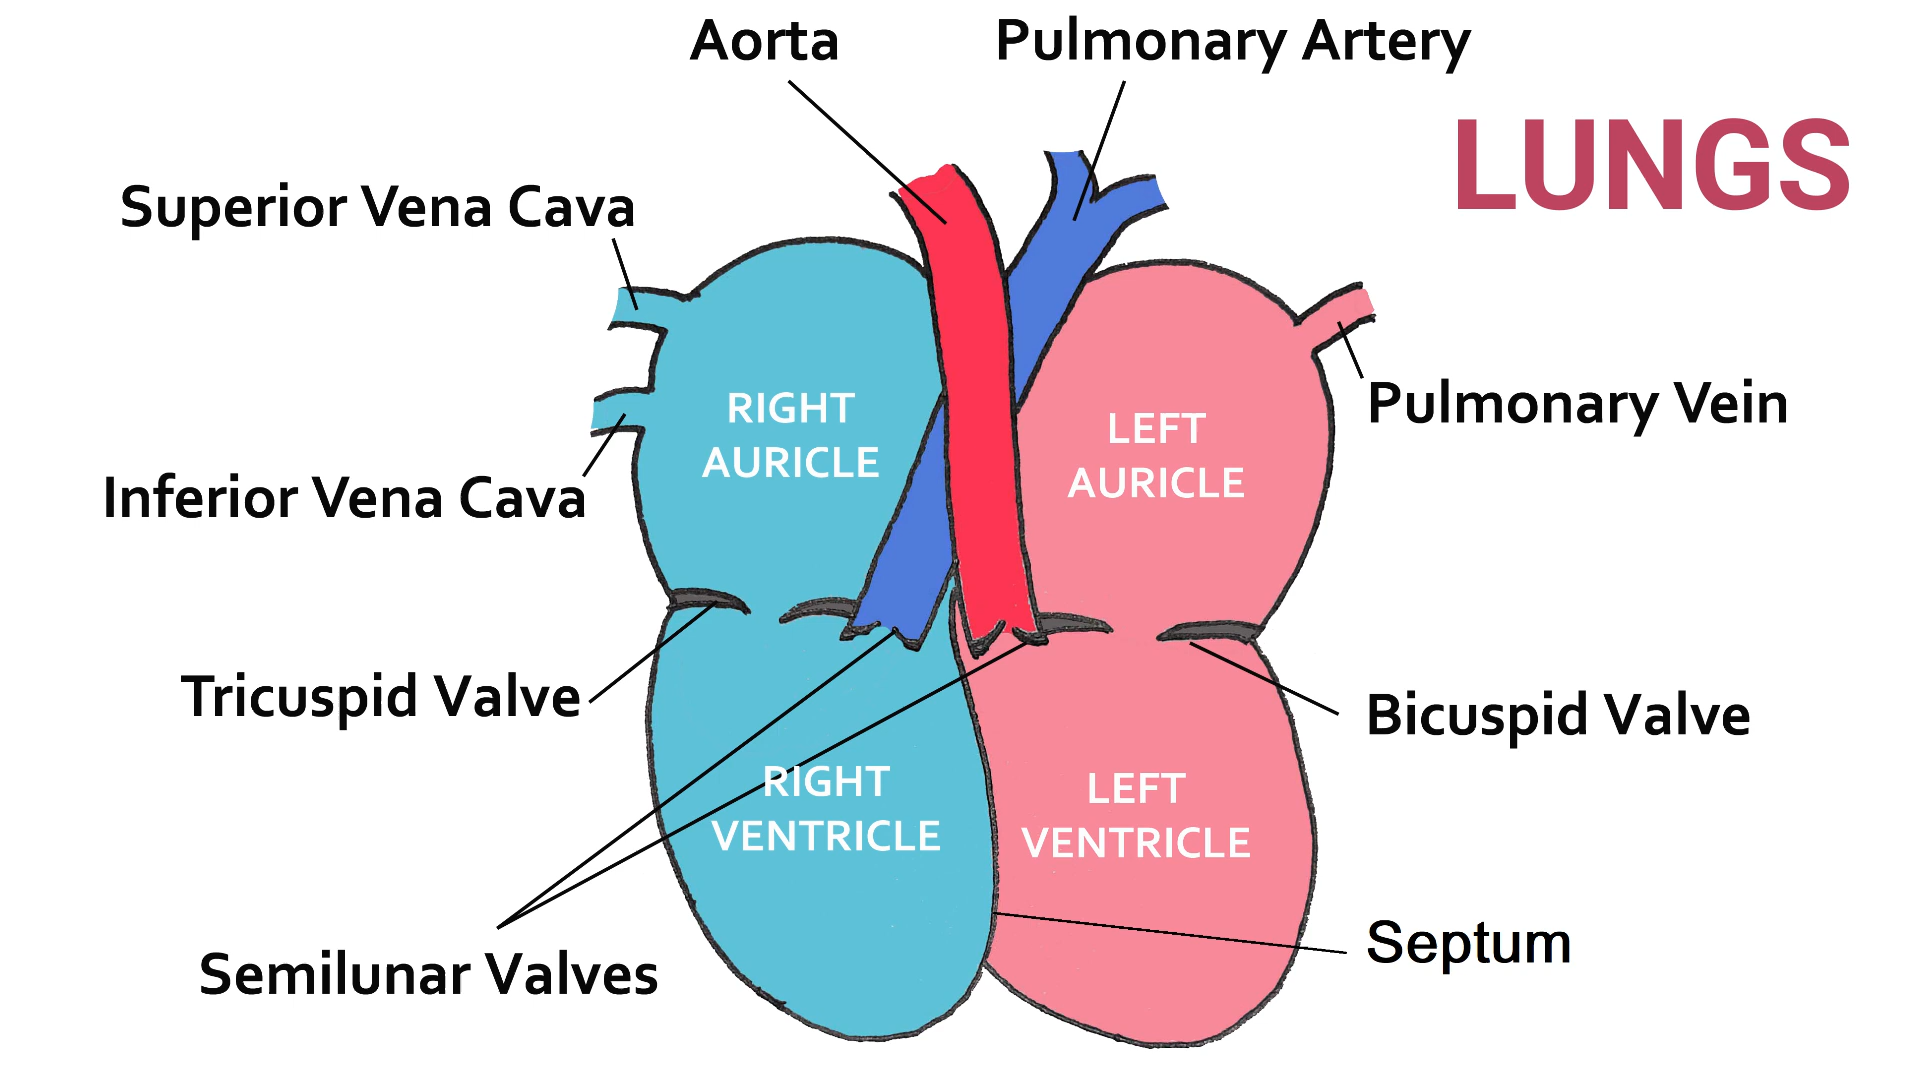 Aorta
Pulmonary Artery
LUNGS
Superior Vena Cava
RIGHT
AURICLE
LEFT
AURICLE
Pulmonary Vein
Inferior Vena Cava
Tricuspid Valve
Bicuspid Valve
RIGHT
VENTRICLE
LEFT
VENTRICLE
Septum
Semilunar Valves